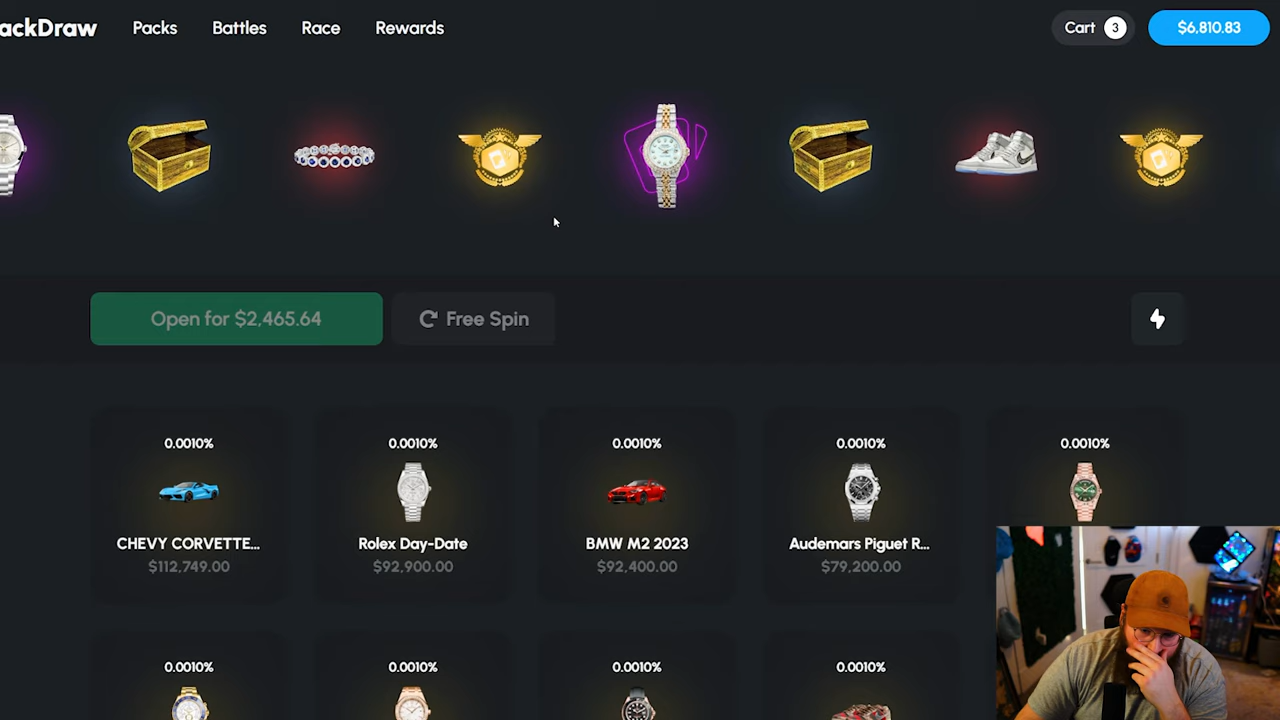 ackDraw Packs Battles Race Rewards Cart 3 $6,810.83
Open for $2,465.64 Free Spin
0.0010% 0.0010% 0.0010% 0.0010% 0.0010%
CHEVY CORVETTE... Rolex Day-Date BMW M2 2023 Audemars Piguet R...
$112,749.00 $92,900.00 $92,400.00 $79,200.00
0.0010% 0.0010% 0.0010% 0.0010%